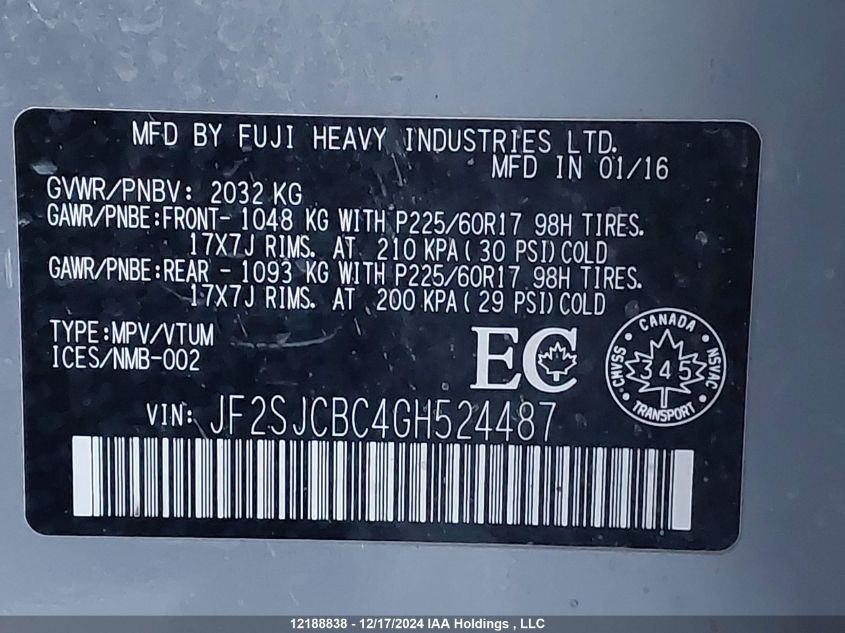 MFD BY FUJI HEAVY INDUSTRIES LTD.
MFD IN 01/16
GVWR/PNBV: 2032 KG
GAWR/PNBE:FRONT- 1048 KG WITH P225/60R17 98H TIRES.
17X7J RIMS. AT 210 KPA(30 PSI)COLD
GAWR/PNBE:REAR - 1093 KG WITH P225/60R17 98H TIRES.
17X7J RIMS. AT 200 KPA(29 PSI)COLD
TYPE:MPV/VTUM
ICES/NMB-002
EC
CANADA
CMVSS
345
NSVAC
TRANSPORT
VIN: JF2SJCBC4GH524487
12188838 - 12/17/2024 IAA Holdings , LLC